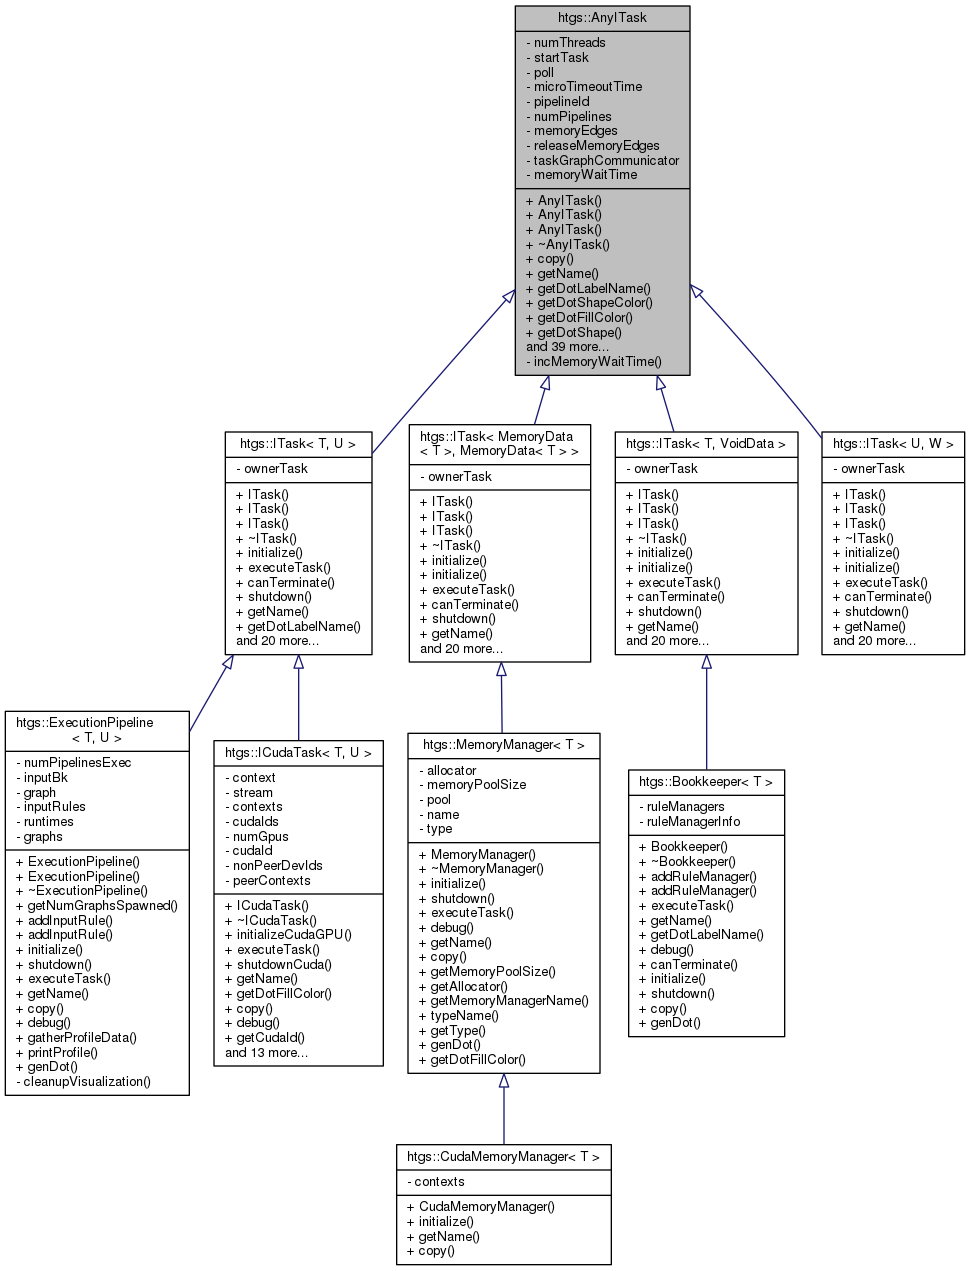 htgs::AnyITask
- numThreads
- startTask
- poll
- microTimeoutTime
- pipelineId
- numPipelines
- memoryEdges
- releaseMemoryEdges
- taskGraphCommunicator
- memoryWaitTime
+ AnyITask()
+ AnyITask()
+ AnyITask()
+ ~AnyITask()
+ copy()
+ getName()
+ getDotLabelName()
+ getDotShapeColor()
+ getDotFillColor()
+ getDotShape()
and 39 more...
- incMemoryWaitTime()
htgs::ITask< T, U >
- ownerTask
+ ITask()
+ ITask()
+ ITask()
+ ~ITask()
+ initialize()
+ executeTask()
+ canTerminate()
+ shutdown()
+ getName()
+ getDotLabelName()
and 20 more...
htgs::ITask< MemoryData
< T >, MemoryData< T > >
- ownerTask
+ ITask()
+ ITask()
+ ITask()
+ ~ITask()
+ initialize()
+ initialize()
+ executeTask()
+ canTerminate()
+ shutdown()
+ getName()
and 20 more...
htgs::ITask< T, VoidData >
- ownerTask
+ ITask()
+ ITask()
+ ITask()
+ ~ITask()
+ initialize()
+ initialize()
+ executeTask()
+ canTerminate()
+ shutdown()
+ getName()
and 20 more...
htgs::ITask< U, W >
- ownerTask
+ ITask()
+ ITask()
+ ITask()
+ ~ITask()
+ initialize()
+ initialize()
+ executeTask()
+ canTerminate()
+ shutdown()
+ getName()
and 20 more...
htgs::ExecutionPipeline
< T, U >
- numPipelinesExec
- inputBk
- graph
- inputRules
- runtimes
- graphs
+ ExecutionPipeline()
+ ExecutionPipeline()
+ ~ExecutionPipeline()
+ getNumGraphsSpawned()
+ addInputRule()
+ addInputRule()
+ initialize()
+ shutdown()
+ executeTask()
+ getName()
+ copy()
+ debug()
+ gatherProfileData()
+ printProfile()
+ genDot()
- cleanupVisualization()
htgs::ICudaTask< T, U >
- context
- stream
- contexts
- cudaIds
- numGpus
- cudaId
- nonPeerDevIds
- peerContexts
+ ICudaTask()
+ ~ICudaTask()
+ initializeCudaGPU()
+ executeTask()
+ shutdownCuda()
+ getName()
+ getDotFillColor()
+ copy()
+ debug()
+ getCudaId()
and 13 more...
htgs::MemoryManager< T >
- allocator
- memoryPoolSize
- pool
- name
- type
+ MemoryManager()
+ ~MemoryManager()
+ initialize()
+ shutdown()
+ executeTask()
+ debug()
+ getName()
+ copy()
+ getMemoryPoolSize()
+ getAllocator()
+ getMemoryManagerName()
+ typeName()
+ getType()
+ genDot()
+ getDotFillColor()
htgs::Bookkeeper< T >
- ruleManagers
- ruleManagerInfo
+ Bookkeeper()
+ ~Bookkeeper()
+ addRuleManager()
+ addRuleManager()
+ executeTask()
+ getName()
+ getDotLabelName()
+ debug()
+ canTerminate()
+ initialize()
+ shutdown()
+ copy()
+ genDot()
htgs::CudaMemoryManager< T >
- contexts
+ CudaMemoryManager()
+ initialize()
+ getName()
+ copy()